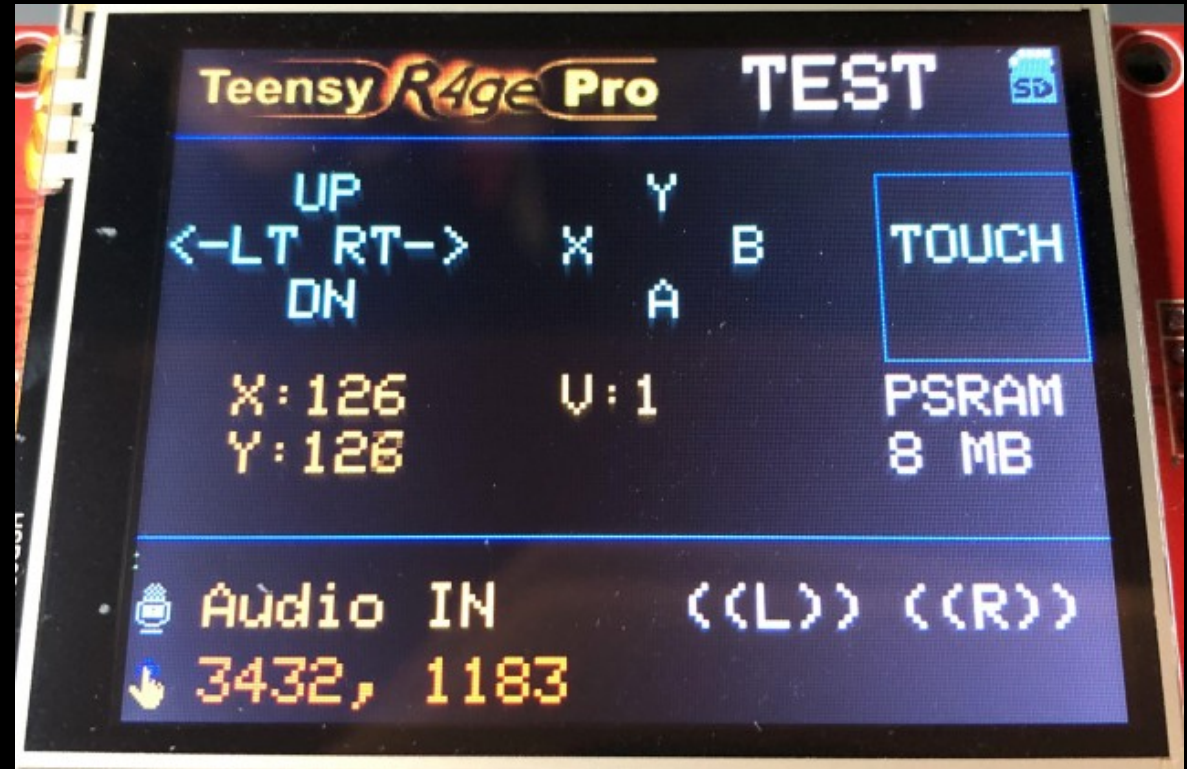 Teensy R4ge Pro TEST SD
UP Y
<-LT RT-> X B TOUCH
DN A
X:126 V:1 PSRAM
Y:126 8 MB
Audio IN ((L)) ((R))
3432, 1183